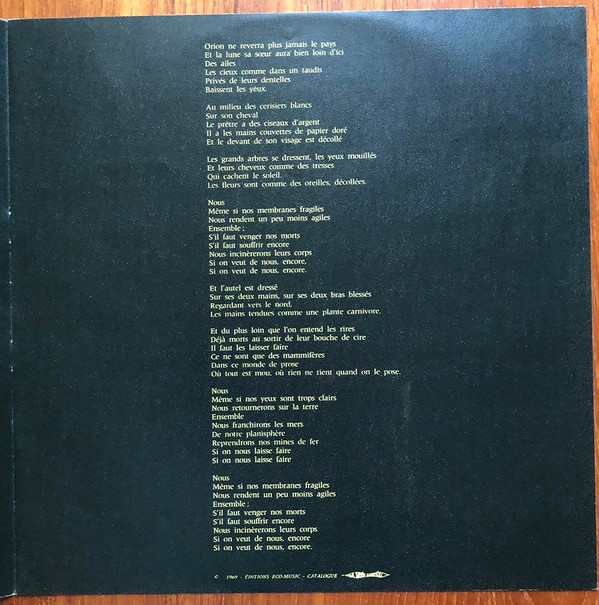 Orion ne reverra plus jamais le pays
Et la lune sa sœur aura bien loin d'ici
Des ailes
Les cieux comme dans un taudis
Privés de leurs dentelles
Baissent les yeux.
Au milieu des cerisiers blancs
Sur son cheval
Le prêtre a des ciseaux d'argent
Il a les mains couvertes de papier doré
Et le devant de son visage est décollé
Les grands arbres se dressent, les yeux mouillés
Et leurs cheveux comme des tresses
Qui cachent le soleil.
Les fleurs sont comme des oreilles, décollées.
Nous
Même si nos membranes fragiles
Nous rendent un peu moins agiles
Ensemble ;
S'il faut venger nos morts
S'il faut souffrir encore
Nous incinèrerons leurs corps
Si on veut de nous, encore,
Si on veut de nous, encore.
Et l'autel est dressé
Sur ses deux mains, sur ses deux bras blessés
Regardant vers le nord,
Les mains tendues comme une plante carnivore.
Et du plus loin que l'on entend les rires
Déjà morts au sortir de leur bouche de cire
Il faut les laisser faire
Ce ne sont que des mammifères
Dans ce monde de prose
Où tout est mou, où rien ne tient quand on le pose.
Nous
Même si nos yeux sont trops clairs
Nous retournerons sur la terre
Ensemble
Nous franchirons les mers
De notre planisphère
Reprendrons nos mines de fer
Si on nous laisse faire
Si on nous laisse faire
Nous
Même si nos membranes fragiles
Nous rendent un peu moins agiles
Ensemble ;
S'il faut venger nos morts
S'il faut souffrir encore
Nous incinèrerons leurs corps
Si on veut de nous, encore
Si on veut de nous, encore.
© 1969 - ÉDITIONS ECO-MUSIC - CATALOGUE